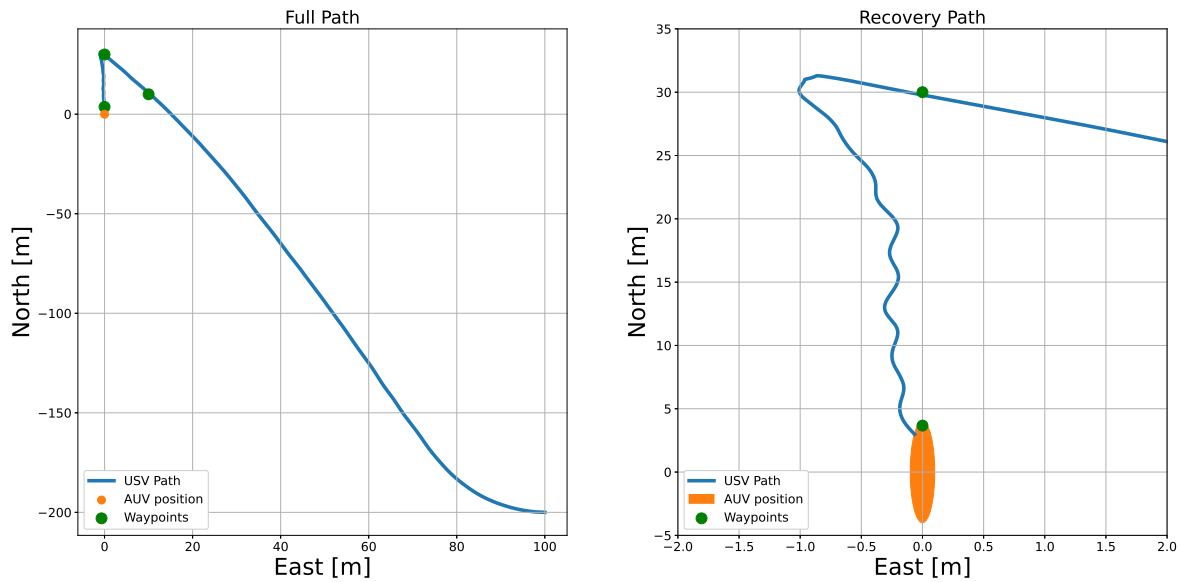 Full Path
North [m]
0
−50
−100
−150
−200
USV Path
AUV position
Waypoints
0 20 40 60 80 100
East [m]
Recovery Path
North [m]
35
30
25
20
15
10
5
0
−5
USV Path
AUV position
Waypoints
−2.0 −1.5 −1.0 −0.5 0.0 0.5 1.0 1.5 2.0
East [m]